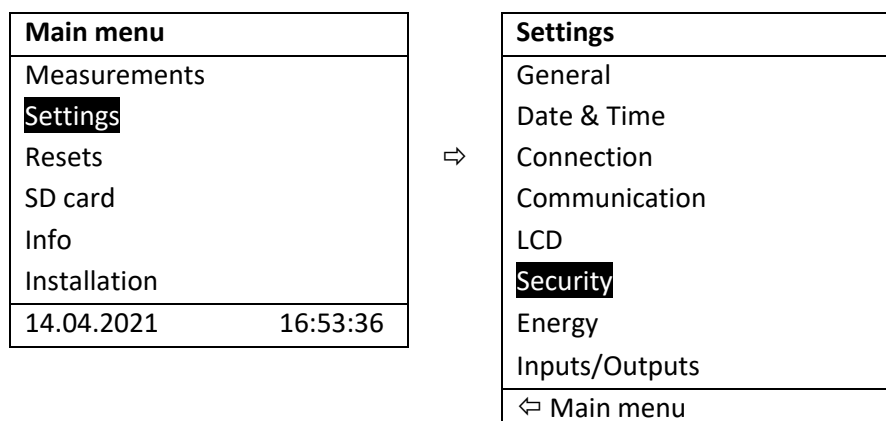 Main menu
Measurements
Settings
Resets
SD card
Info
Installation
14.04.2021 16:53:36
⇨
Settings
General
Date & Time
Connection
Communication
LCD
Security
Energy
Inputs/Outputs
⇦ Main menu